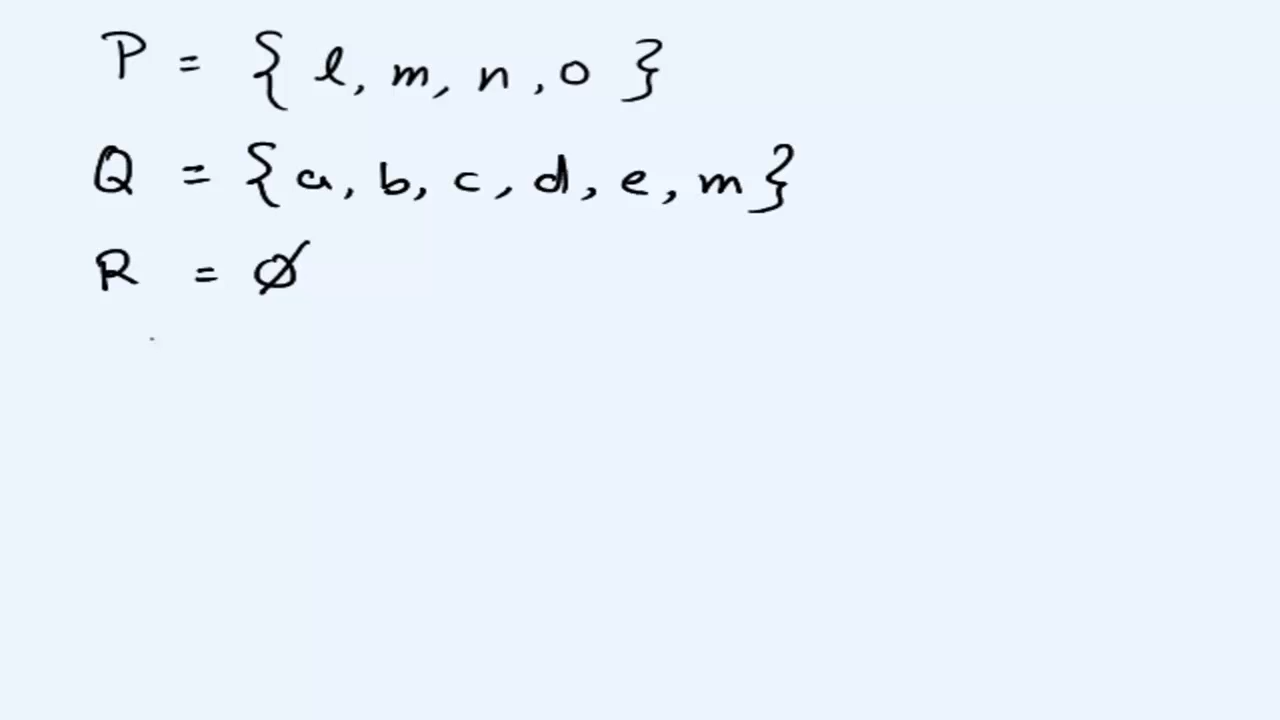 P = { l, m, n, o }
Q = {a, b, c, d, e, m}
R = ∅